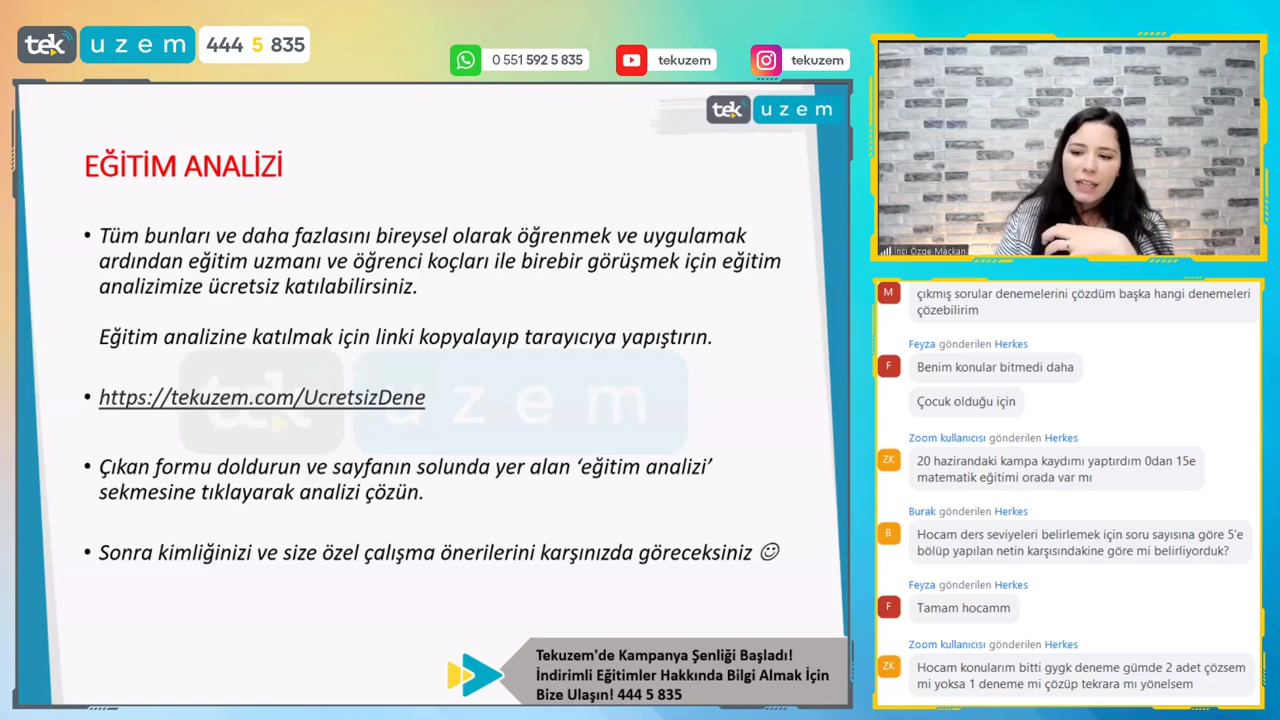 tek uzem 444 5 835
0 551 592 5 835
tekuzem
tekuzem
tek uzem
EĞİTİM ANALİZİ
• Tüm bunları ve daha fazlasını bireysel olarak öğrenmek ve uygulamak
ardından eğitim uzmanı ve öğrenci koçları ile birebir görüşmek için eğitim
analizimize ücretsiz katılabilirsiniz.
Eğitim analizine katılmak için linki kopyalayıp tarayıcıya yapıştırın.
• https://tekuzem.com/UcretsizDene
tek uzem
• Çıkan formu doldurun ve sayfanın solunda yer alan ‘eğitim analizi’
sekmesine tıklayarak analizi çözün.
• Sonra kimliğinizi ve size özel çalışma önerilerini karşınızda göreceksiniz ☺
Tekuzem'de Kampanya Şenliği Başladı!
İndirimli Eğitimler Hakkında Bilgi Almak İçin
Bize Ulaşın! 444 5 835
İnci Özge Maçkan
M
çıkmış sorular denemelerini çözdüm başka hangi denemeleri
çözebilirim
Feyza gönderilen Herkes
F
Benim konular bitmedi daha
Çocuk olduğu için
Zoom kullanıcısı gönderilen Herkes
ZK
20 hazirandaki kampa kaydımı yaptırdım 0dan 15e
matematik eğitimi orada var mı
Burak gönderilen Herkes
B
Hocam ders seviyeleri belirlemek için soru sayısına göre 5'e
bölüp yapılan netin karşısındakine göre mi belirliyorduk?
Feyza gönderilen Herkes
F
Tamam hocamm
Zoom kullanıcısı gönderilen Herkes
ZK
Hocam konularım bitti gygk deneme gümde 2 adet çözsem
mi yoksa 1 deneme mi çözüp tekrara mı yönelsem